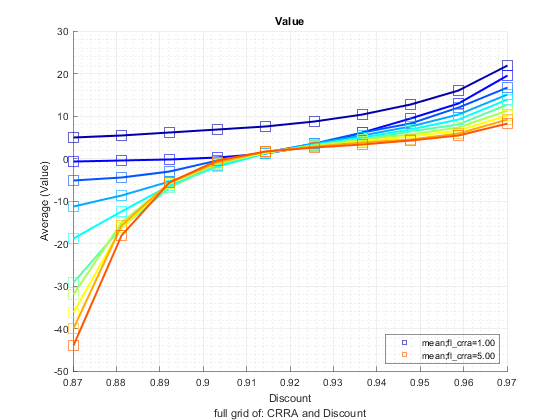 Value
30
20
10
0
-10
-20
-30
-40
-50
Average (Value)
0.87 0.88 0.89 0.9 0.91 0.92 0.93 0.94 0.95 0.96 0.97
mean;fl_crra=1.00
mean;fl_crra=5.00
Discount
full grid of: CRRA and Discount